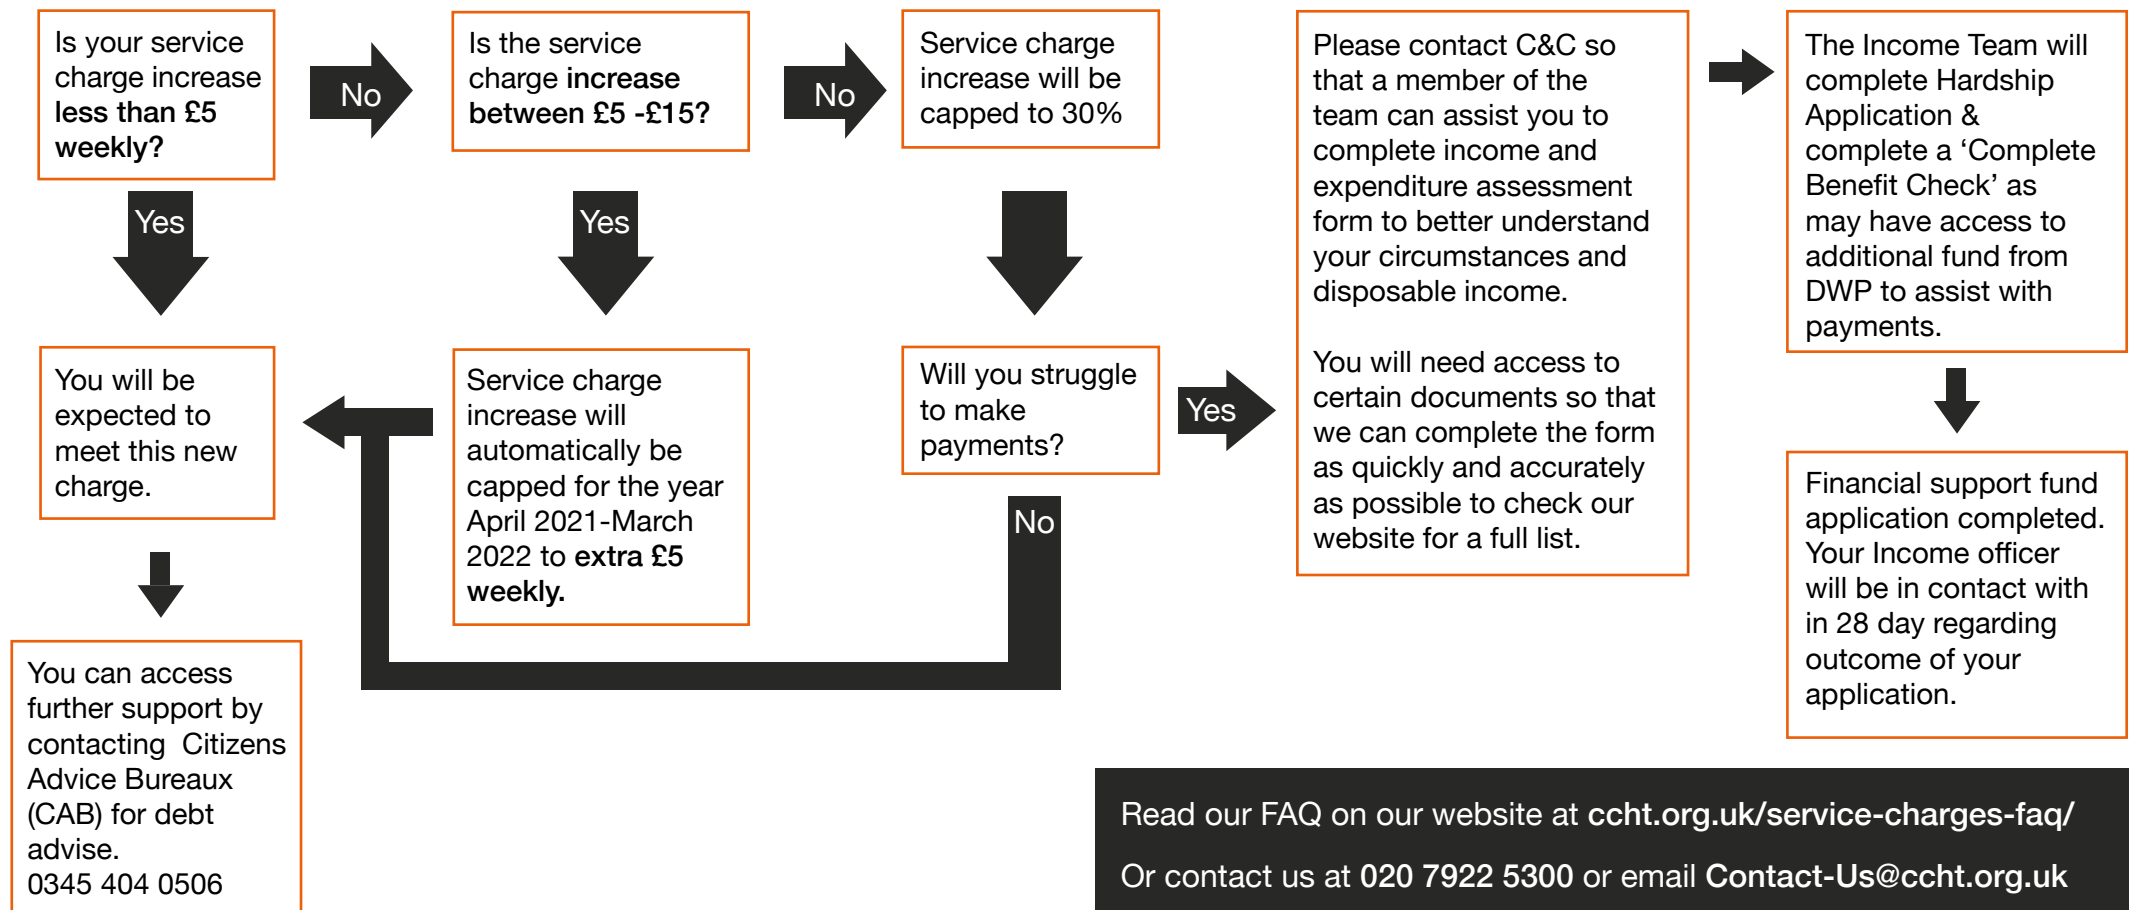 Is your service
charge increase
less than £5
weekly?
No
Is the service
charge increase
between £5 -£15?
No
Service charge
increase will be
capped to 30%
Yes
Yes
You will be
expected to
meet this new
charge.
Service charge
increase will
automatically be
capped for the year
April 2021-March
2022 to extra £5
weekly.
Will you struggle
to make
payments?
Yes
No
You can access
further support by
contacting  Citizens
Advice Bureaux
(CAB) for debt
advise.
0345 404 0506
Please contact C&C so
that a member of the
team can assist you to
complete income and
expenditure assessment
form to better understand
your circumstances and
disposable income.
You will need access to
certain documents so that
we can complete the form
as quickly and accurately
as possible to check our
website for a full list.
The Income Team will
complete Hardship
Application &
complete a ‘Complete
Benefit Check’ as
may have access to
additional fund from
DWP to assist with
payments.
Financial support fund
application completed.
Your Income officer
will be in contact with
in 28 day regarding
outcome of your
application.
Read our FAQ on our website at ccht.org.uk/service-charges-faq/
Or contact us at 020 7922 5300 or email Contact-Us@ccht.org.uk